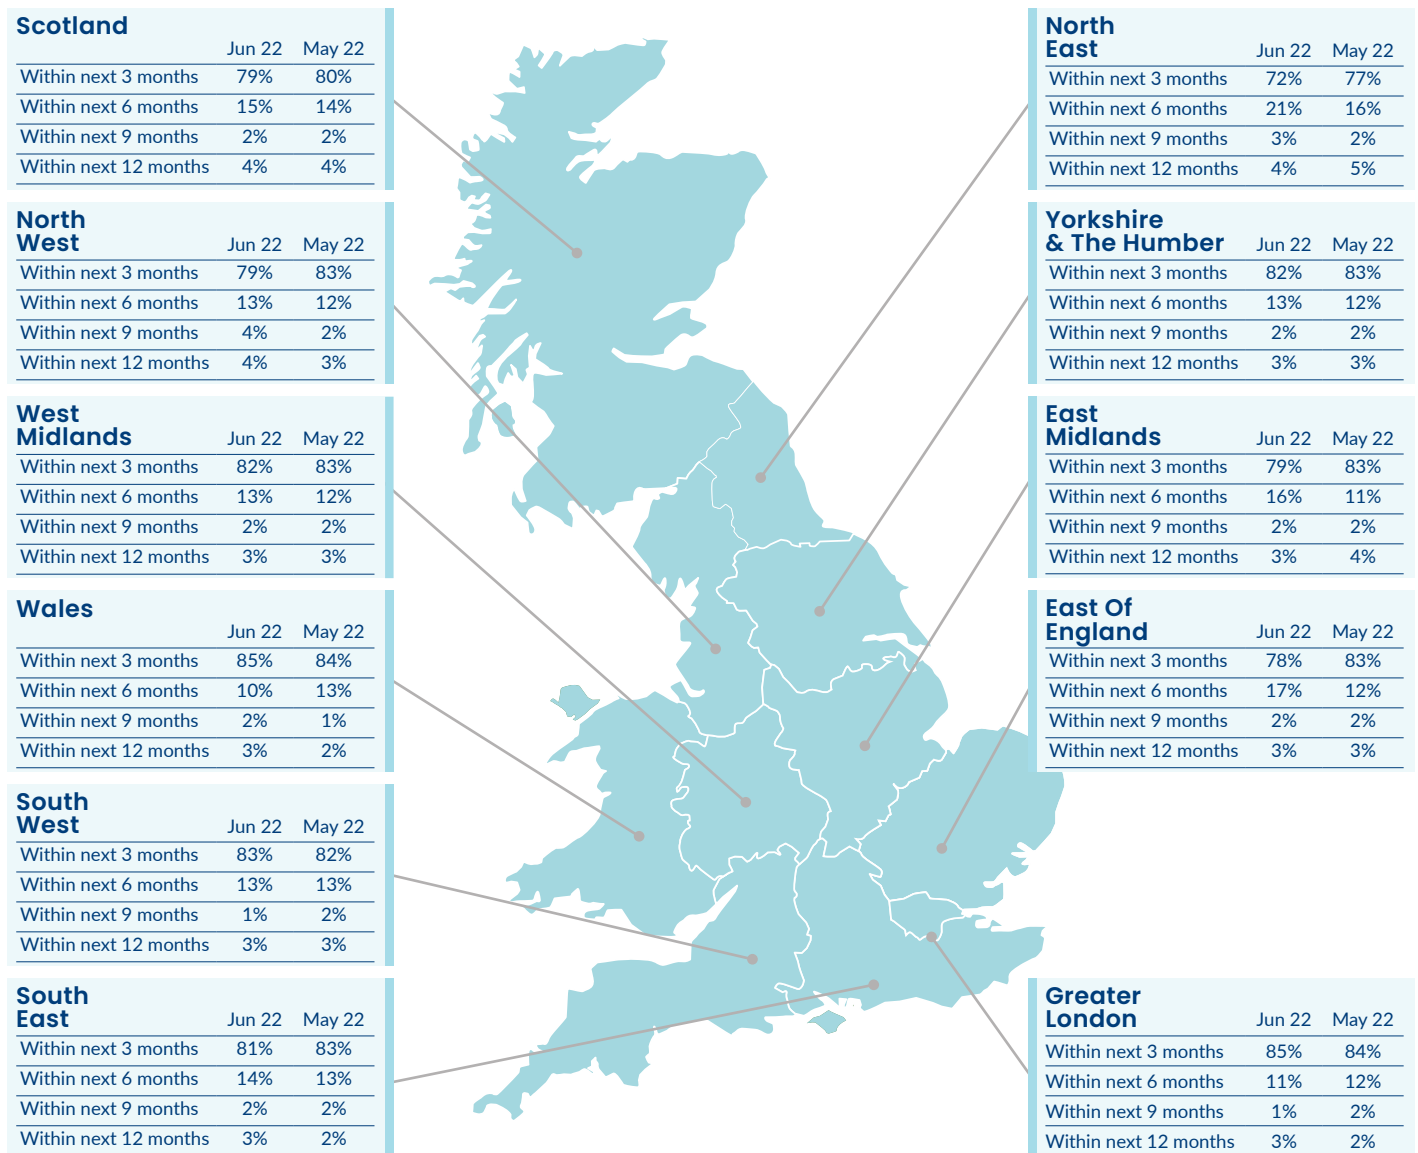 Scotland
Jun 22 May 22
Within next 3 months 79% 80%
Within next 6 months 15% 14%
Within next 9 months 2% 2%
Within next 12 months 4% 4%
North
West Jun 22 May 22
Within next 3 months 79% 83%
Within next 6 months 13% 12%
Within next 9 months 4% 2%
Within next 12 months 4% 3%
West
Midlands Jun 22 May 22
Within next 3 months 82% 83%
Within next 6 months 13% 12%
Within next 9 months 2% 2%
Within next 12 months 3% 3%
Wales
Jun 22 May 22
Within next 3 months 85% 84%
Within next 6 months 10% 13%
Within next 9 months 2% 1%
Within next 12 months 3% 2%
South
West Jun 22 May 22
Within next 3 months 83% 82%
Within next 6 months 13% 13%
Within next 9 months 1% 2%
Within next 12 months 3% 3%
South
East Jun 22 May 22
Within next 3 months 81% 83%
Within next 6 months 14% 13%
Within next 9 months 2% 2%
Within next 12 months 3% 2%
North
East Jun 22 May 22
Within next 3 months 72% 77%
Within next 6 months 21% 16%
Within next 9 months 3% 2%
Within next 12 months 4% 5%
Yorkshire
& The Humber Jun 22 May 22
Within next 3 months 82% 83%
Within next 6 months 13% 12%
Within next 9 months 2% 2%
Within next 12 months 3% 3%
East
Midlands Jun 22 May 22
Within next 3 months 79% 83%
Within next 6 months 16% 11%
Within next 9 months 2% 2%
Within next 12 months 3% 4%
East Of
England Jun 22 May 22
Within next 3 months 78% 83%
Within next 6 months 17% 12%
Within next 9 months 2% 2%
Within next 12 months 3% 3%
Greater
London Jun 22 May 22
Within next 3 months 85% 84%
Within next 6 months 11% 12%
Within next 9 months 1% 2%
Within next 12 months 3% 2%